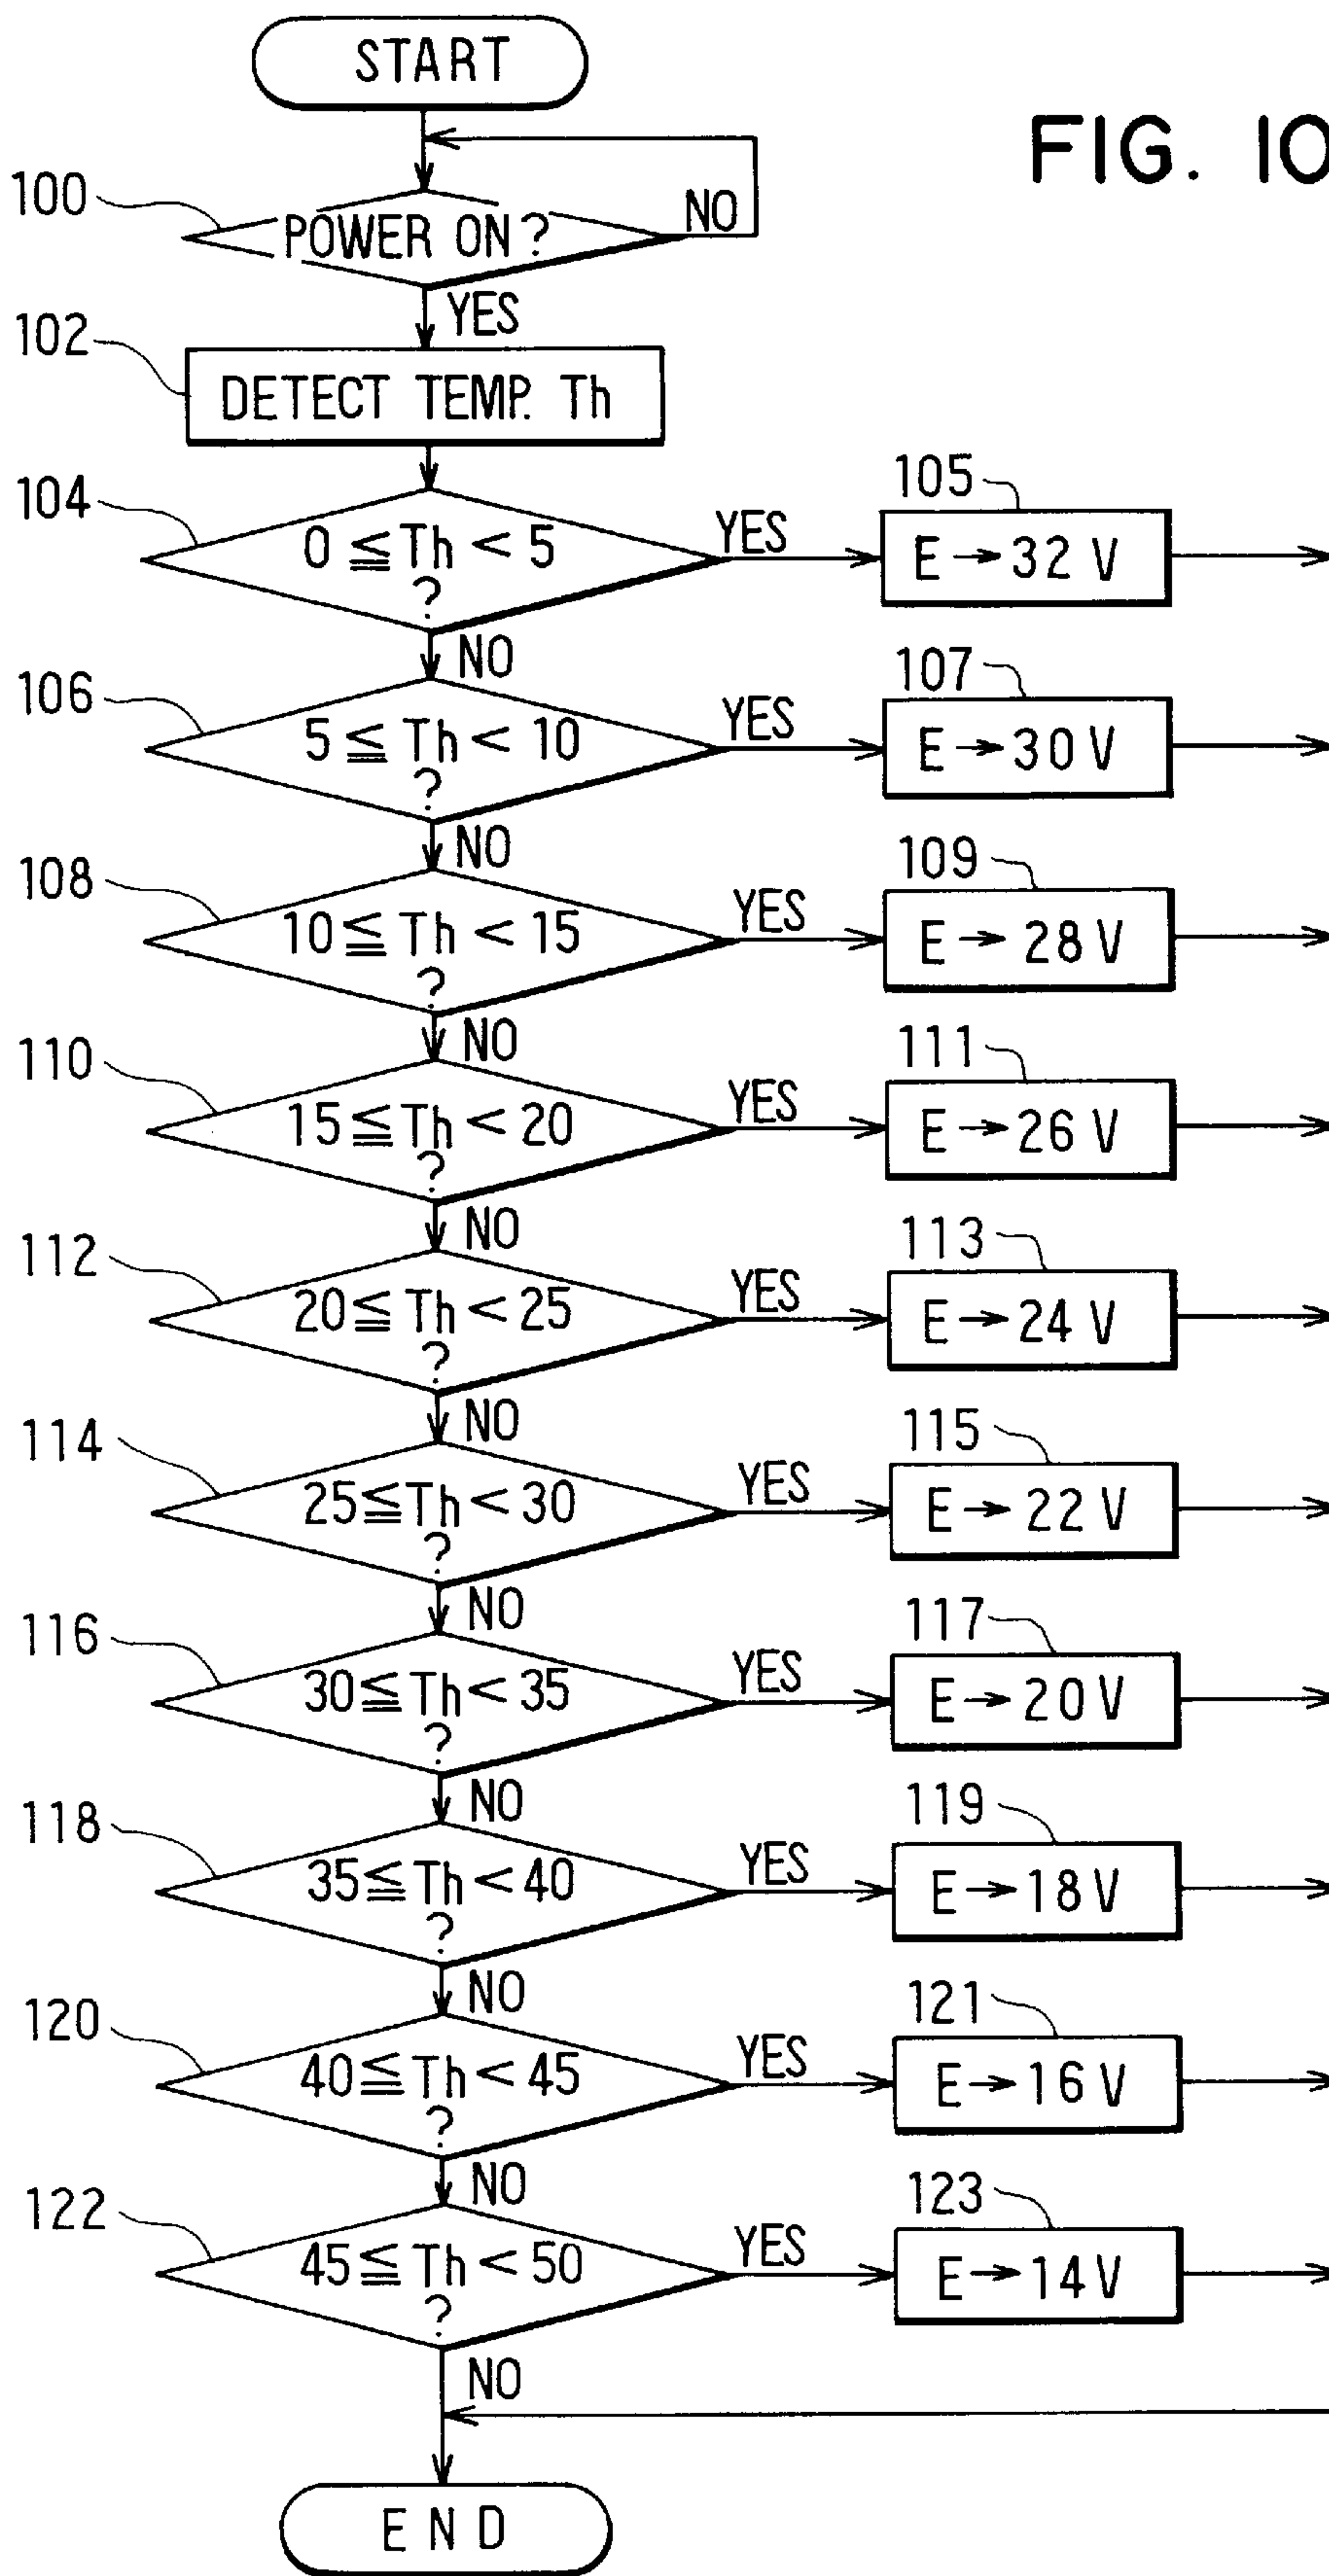 START
FIG. 10
100
POWER ON ?
NO
YES
102
DETECT TEMP. Th
104
0 ≦ Th < 5
?
YES
105
E → 32 V
NO
106
5 ≦ Th < 10
?
YES
107
E → 30 V
NO
108
10 ≦ Th < 15
?
YES
109
E → 28 V
NO
110
15 ≦ Th < 20
?
YES
111
E → 26 V
NO
112
20 ≦ Th < 25
?
YES
113
E → 24 V
NO
114
25 ≦ Th < 30
?
YES
115
E → 22 V
NO
116
30 ≦ Th < 35
?
YES
117
E → 20 V
NO
118
35 ≦ Th < 40
?
YES
119
E → 18 V
NO
120
40 ≦ Th < 45
?
YES
121
E → 16 V
NO
122
45 ≦ Th < 50
?
YES
123
E → 14 V
NO
END